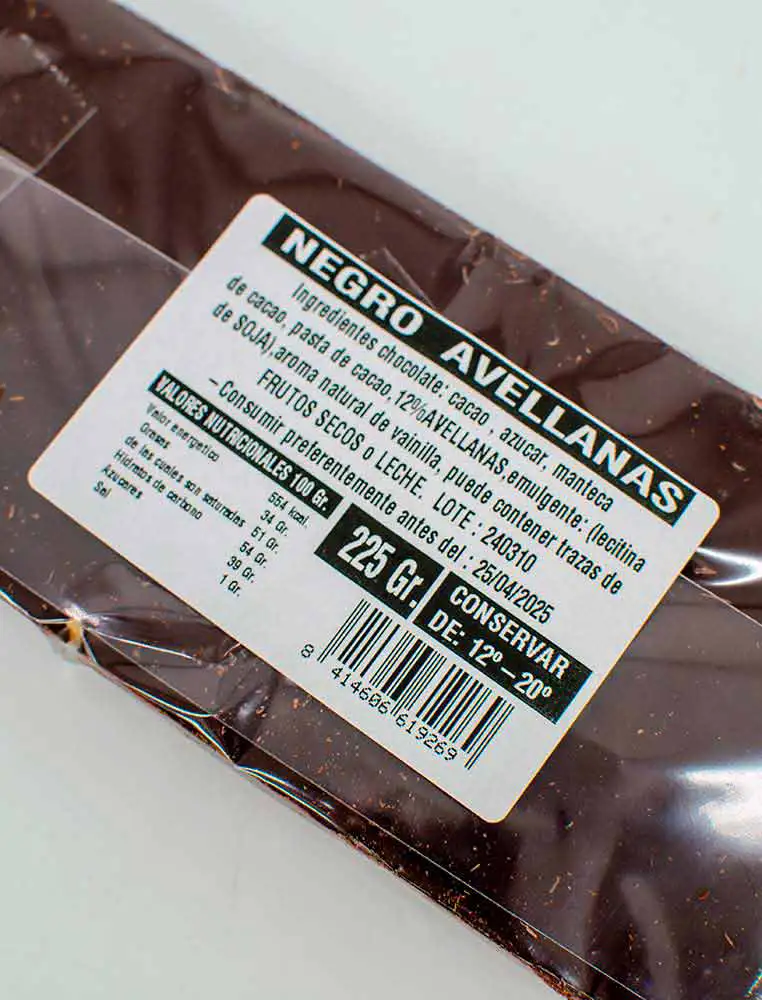 NEGRO AVELLANAS
Ingredientes chocolate: cacao , azucar, manteca
de cacao, pasta de cacao,12%AVELLANAS,emulgente: (lecitina
de SOJA),aroma natural de vainilla, puede contener trazas de
FRUTOS SECOS o LECHE. LOTE : 240310
-Consumir preferentemente antes del : 25/04/2025
VALORES NUTRICIONALES 100 Gr.
Valor energetico 554 kcal.
Grasas 34 Gr.
de las cuales son saturadas 51 Gr.
Hidratos de carbono 54 Gr.
Azucares 39 Gr.
Sal 1 Gr.
225 Gr.
CONSERVAR
DE: 12º – 20º
8 414606 619269